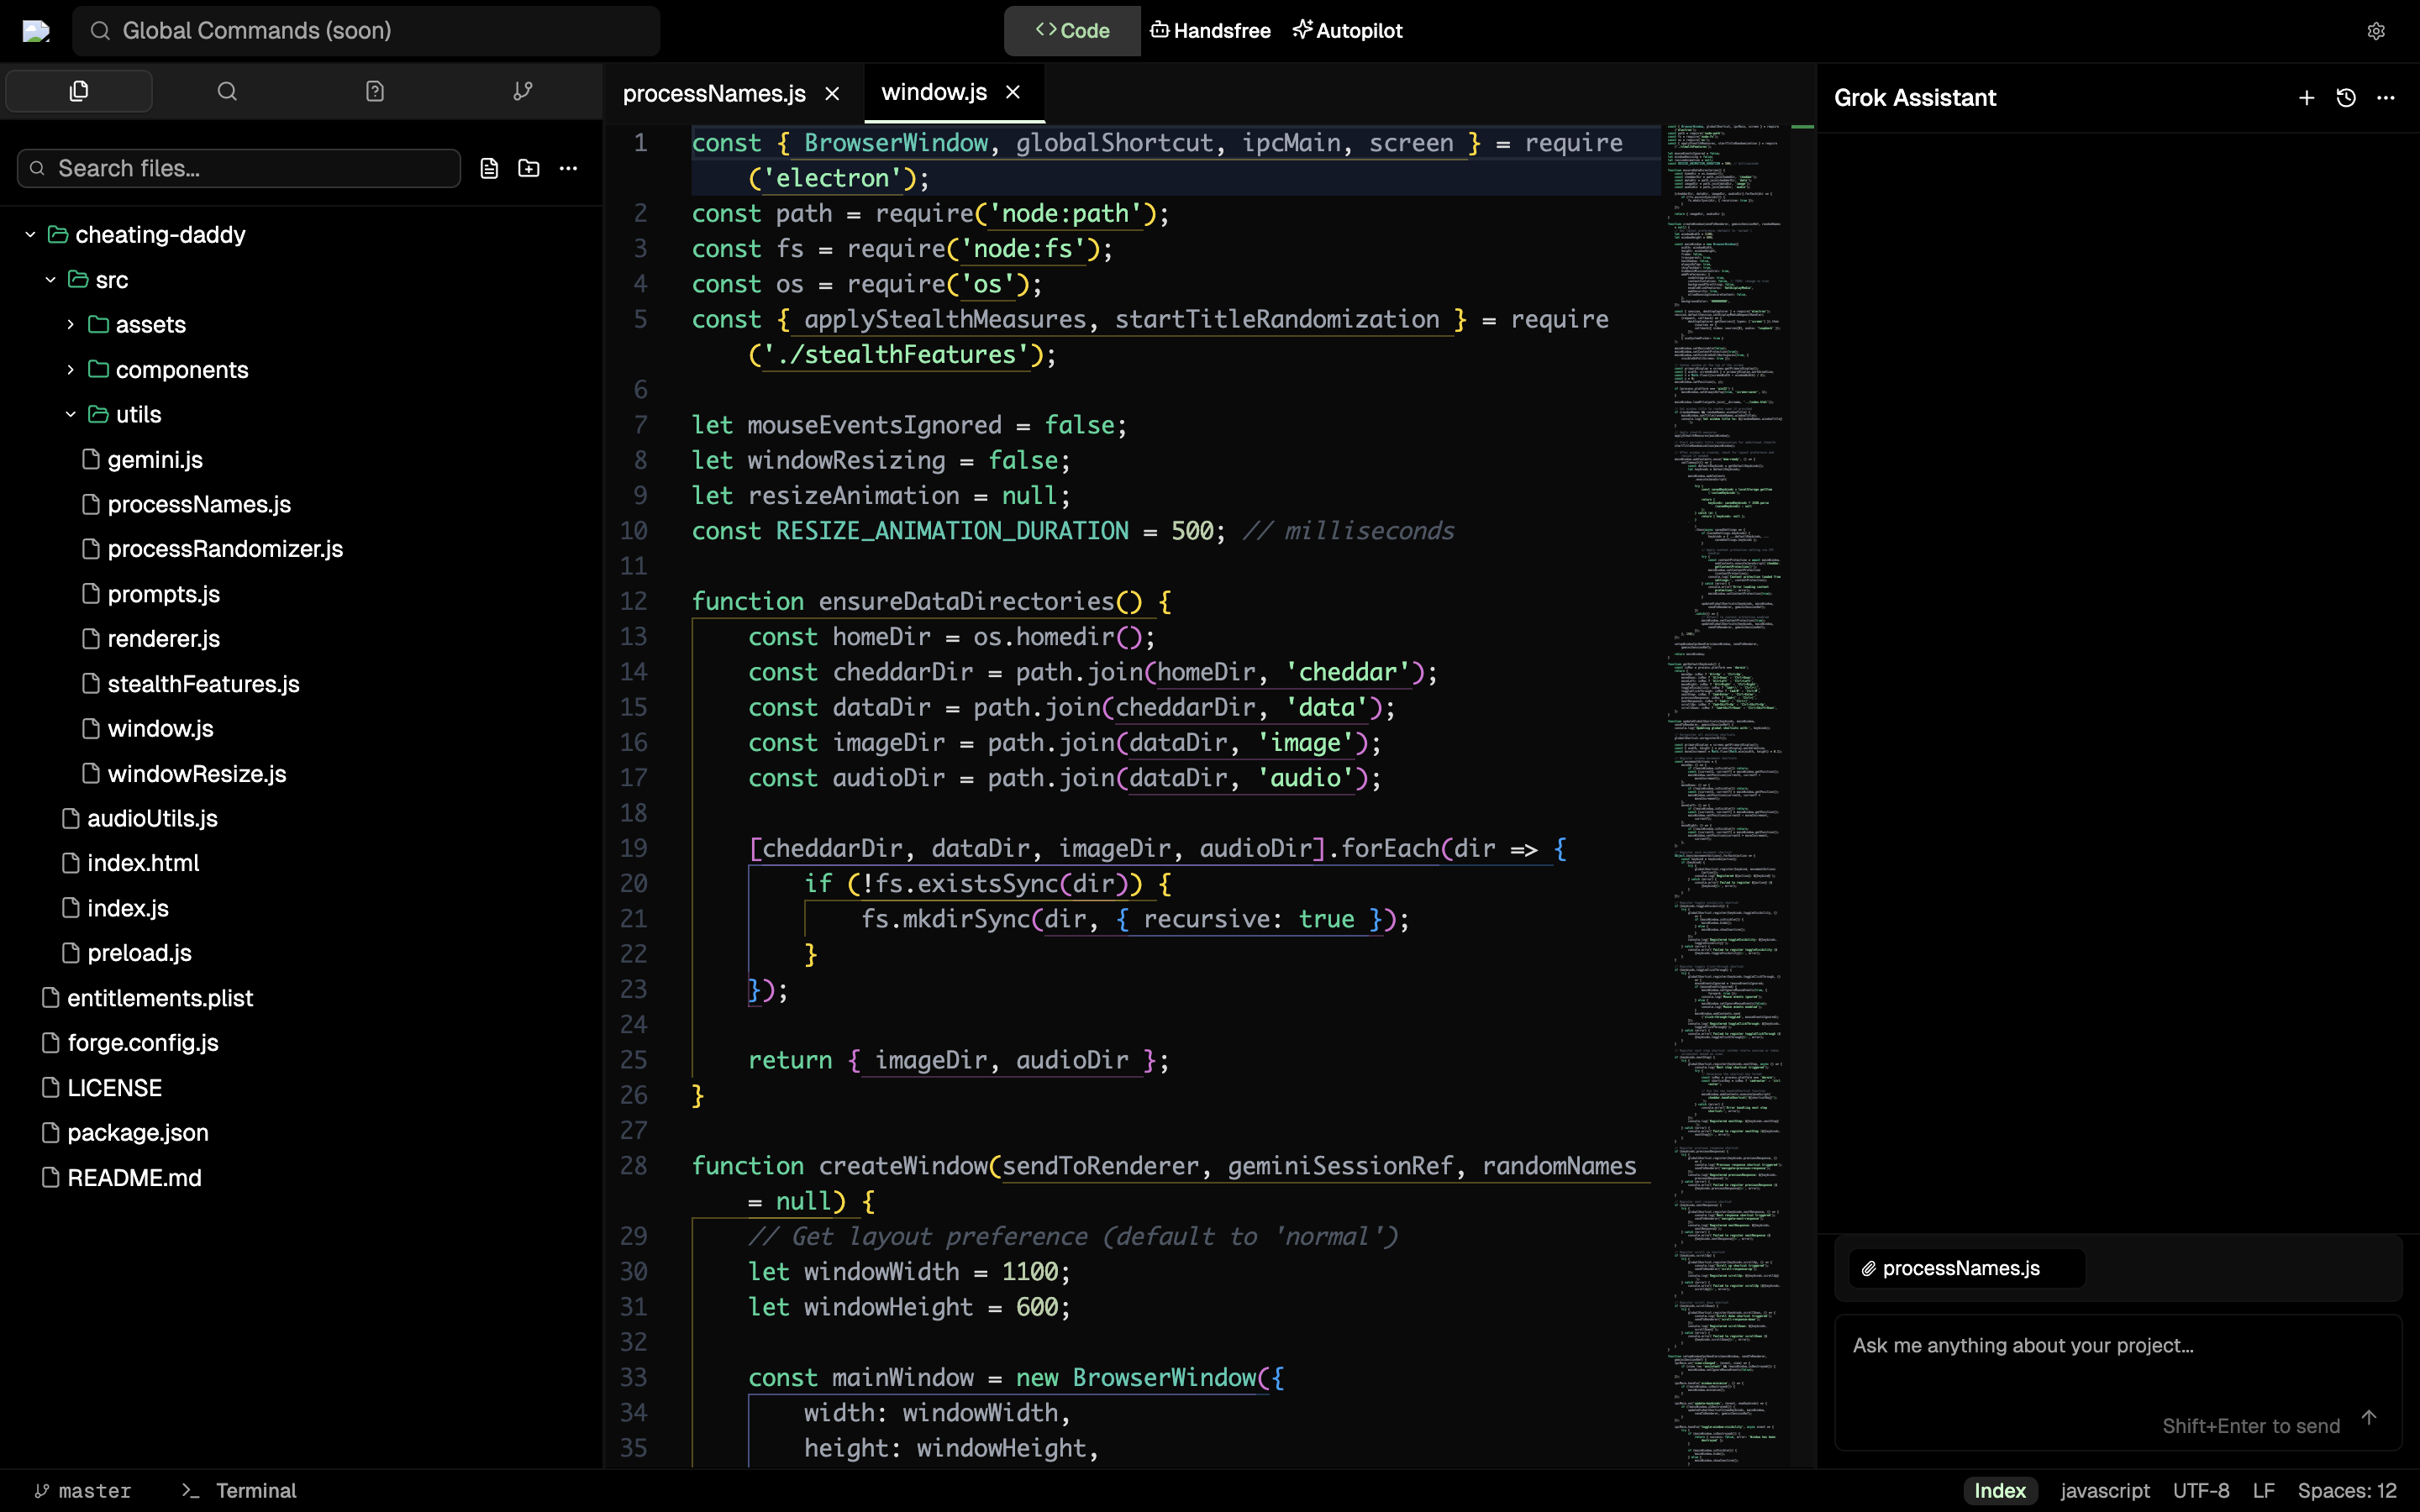 Global Commands (soon)
Code
Handsfree
Autopilot
Search files...
cheating-daddy
src
assets
components
utils
gemini.js
processNames.js
processRandomizer.js
prompts.js
renderer.js
stealthFeatures.js
window.js
windowResize.js
audioUtils.js
index.html
index.js
preload.js
entitlements.plist
forge.config.js
LICENSE
package.json
README.md
processNames.js
window.js
1 const { BrowserWindow, globalShortcut, ipcMain, screen } = require
('electron');
2 const path = require('node:path');
3 const fs = require('node:fs');
4 const os = require('os');
5 const { applyStealthMeasures, startTitleRandomization } = require
('./stealthFeatures');
6
7 let mouseEventsIgnored = false;
8 let windowResizing = false;
9 let resizeAnimation = null;
10 const RESIZE_ANIMATION_DURATION = 500; // milliseconds
11
12 function ensureDataDirectories() {
13 const homeDir = os.homedir();
14 const cheddarDir = path.join(homeDir, 'cheddar');
15 const dataDir = path.join(cheddarDir, 'data');
16 const imageDir = path.join(dataDir, 'image');
17 const audioDir = path.join(dataDir, 'audio');
18
19 [cheddarDir, dataDir, imageDir, audioDir].forEach(dir => {
20 if (!fs.existsSync(dir)) {
21 fs.mkdirSync(dir, { recursive: true });
22 }
23 });
24
25 return { imageDir, audioDir };
26 }
27
28 function createWindow(sendToRenderer, geminiSessionRef, randomNames
= null) {
29 // Get layout preference (default to 'normal')
30 let windowWidth = 1100;
31 let windowHeight = 600;
32
33 const mainWindow = new BrowserWindow({
34 width: windowWidth,
35 height: windowHeight,
Grok Assistant
processNames.js
Ask me anything about your project...
Shift+Enter to send
master
Terminal
Index
javascript
UTF-8
LF
Spaces: 12